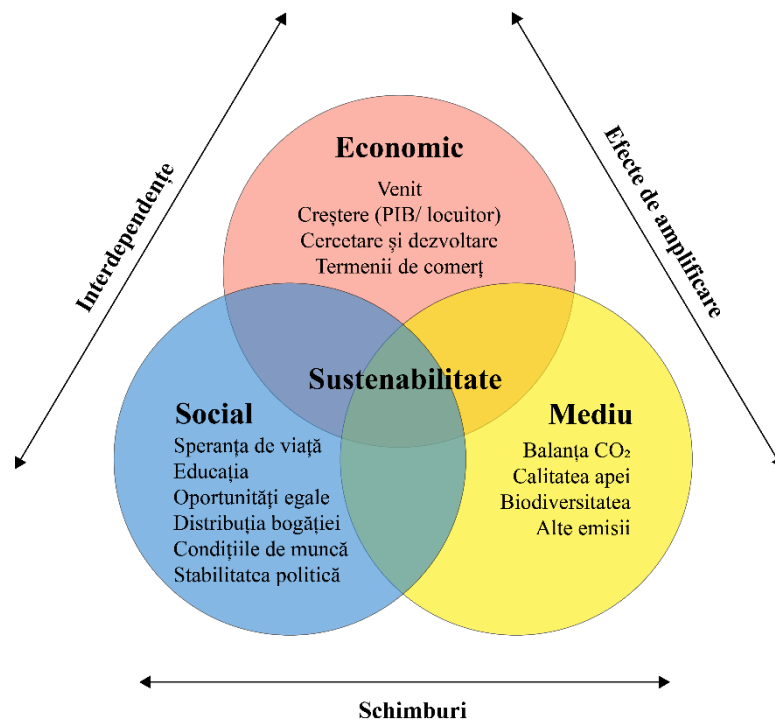 Economic
Venit
Creștere (PIB/ locuitor)
Cercetare și dezvoltare
Termenii de comerț
Interdependențe
Efecte de amplificare
Sustenabilitate
Social
Speranța de viață
Educația
Oportunități egale
Distribuția bogăției
Condițiile de muncă
Stabilitatea politică
Mediu
Balanța CO₂
Calitatea apei
Biodiversitatea
Alte emisii
Schimburi